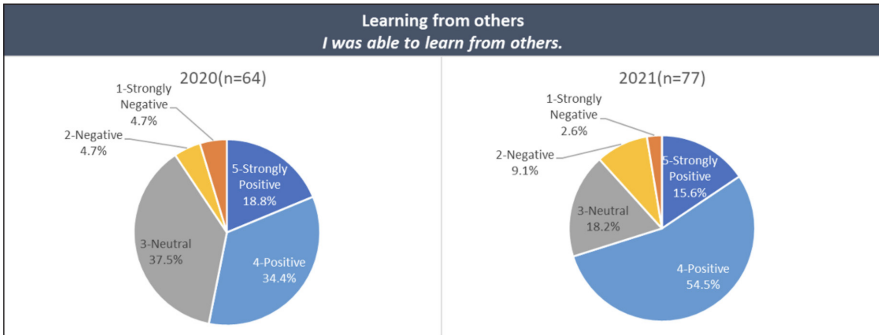 Learning from others
I was able to learn from others.
2020(n=64)
1-Strongly
Negative
4.7%
2-Negative
4.7%
5-Strongly
Positive
18.8%
3-Neutral
37.5%
4-Positive
34.4%
2021(n=77)
1-Strongly
Negative
2.6%
2-Negative
9.1%
5-Strongly
Positive
15.6%
3-Neutral
18.2%
4-Positive
54.5%